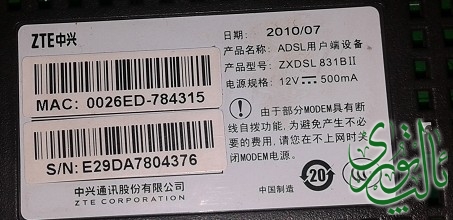 ZTE中兴
日期: 2010/07
产品名称: ADSL用户端设备
产品型号: ZXDSL 831BII
电源规格: 12V⎓500mA
MAC: 0026ED-784315
由于部分MODEM具有断
线自拨功能,为避免产生不必
要的费用,请您在不上网时关
闭MODEM电源。
S/N: E29DA7804376
中兴通讯股份有限公司
ZTE CORPORATION
20
中国制造